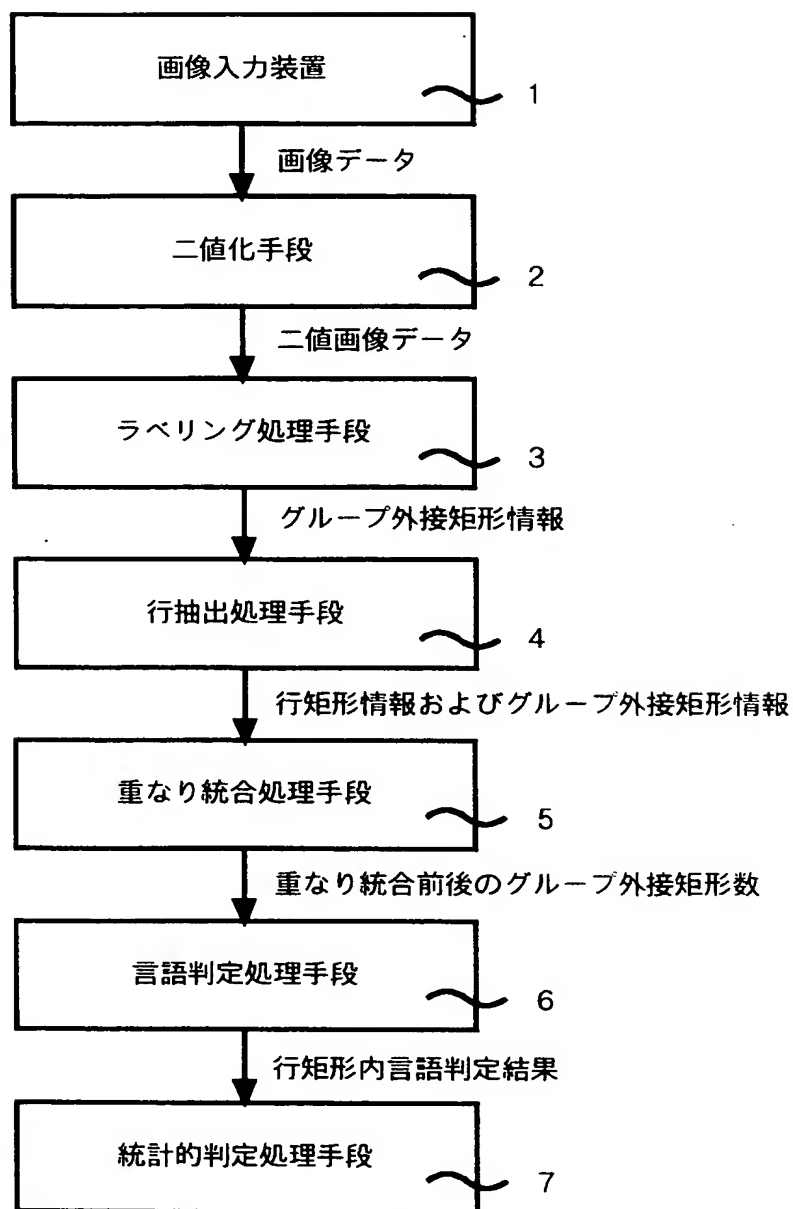 画像入力装置
1
画像データ
二値化手段
2
二値画像データ
ラベリング処理手段
3
グループ外接矩形情報
行抽出処理手段
4
行矩形情報およびグループ外接矩形情報
重なり統合処理手段
5
重なり統合前後のグループ外接矩形数
言語判定処理手段
6
行矩形内言語判定結果
統計的判定処理手段
7